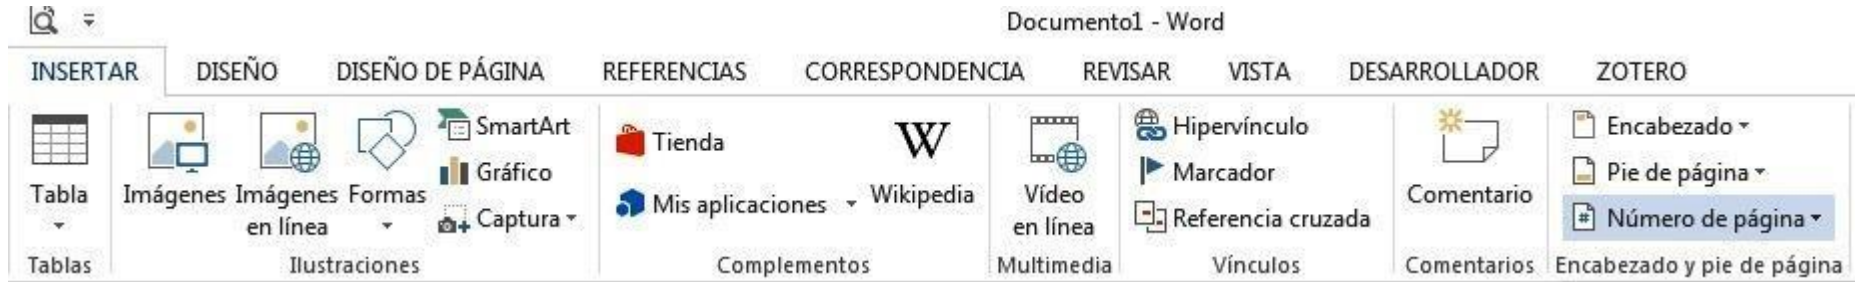 Documento1 - Word
INSERTAR DISEÑO DISEÑO DE PÁGINA REFERENCIAS CORRESPONDENCIA REVISAR VISTA DESARROLLADOR ZOTERO
Tabla
Tablas
Imágenes
Imágenes
en línea
Formas
SmartArt
Gráfico
Captura
Ilustraciones
Tienda
Mis aplicaciones
W
Wikipedia
Complementos
Vídeo
en línea
Multimedia
Hipervínculo
Marcador
Referencia cruzada
Vínculos
Comentario
Comentarios
Encabezado
Pie de página
# Número de página
Encabezado y pie de página